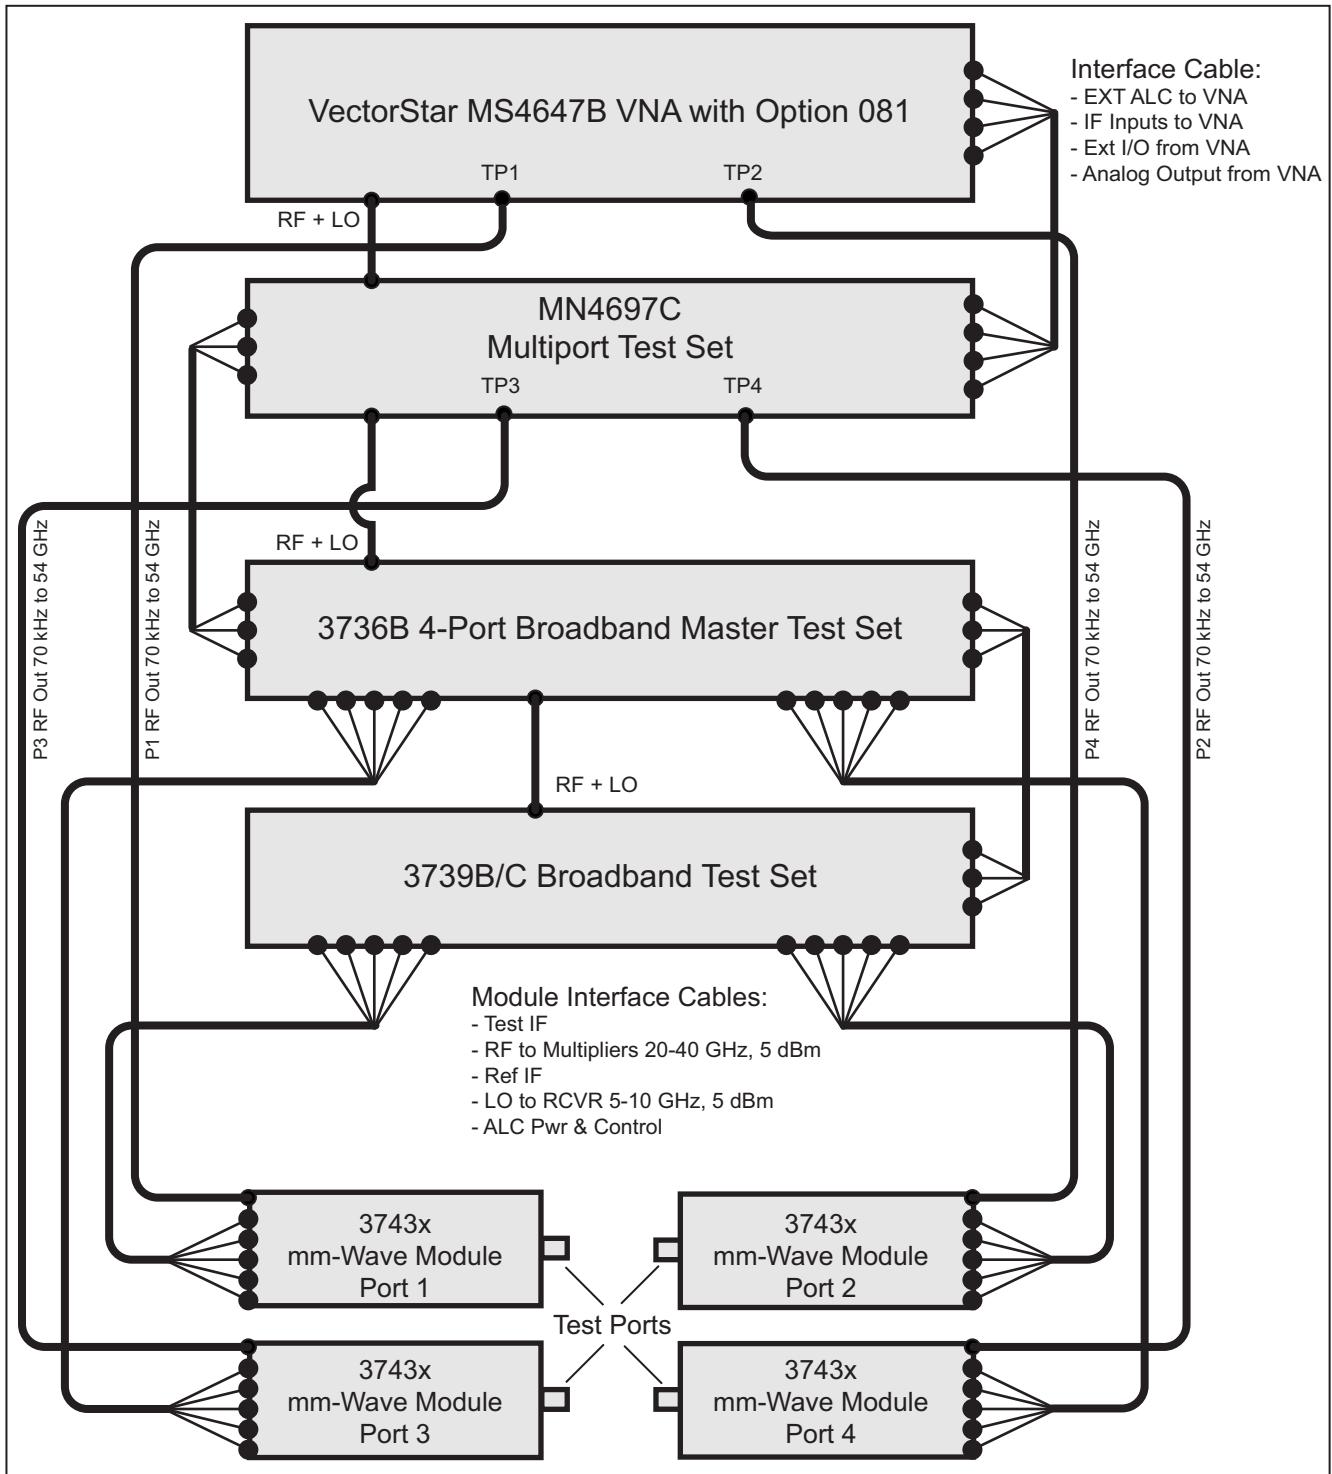 VectorStar MS4647B VNA with Option 081
TP1
TP2
Interface Cable:
- EXT ALC to VNA
- IF Inputs to VNA
- Ext I/O from VNA
- Analog Output from VNA
RF + LO
MN4697C
Multiport Test Set
TP3
TP4
RF + LO
P3 RF Out 70 kHz to 54 GHz
P1 RF Out 70 kHz to 54 GHz
P4 RF Out 70 kHz to 54 GHz
P2 RF Out 70 kHz to 54 GHz
3736B 4-Port Broadband Master Test Set
RF + LO
3739B/C Broadband Test Set
Module Interface Cables:
- Test IF
- RF to Multipliers 20-40 GHz, 5 dBm
- Ref IF
- LO to RCVR 5-10 GHz, 5 dBm
- ALC Pwr & Control
3743x
mm-Wave Module
Port 1
3743x
mm-Wave Module
Port 2
Test Ports
3743x
mm-Wave Module
Port 3
3743x
mm-Wave Module
Port 4